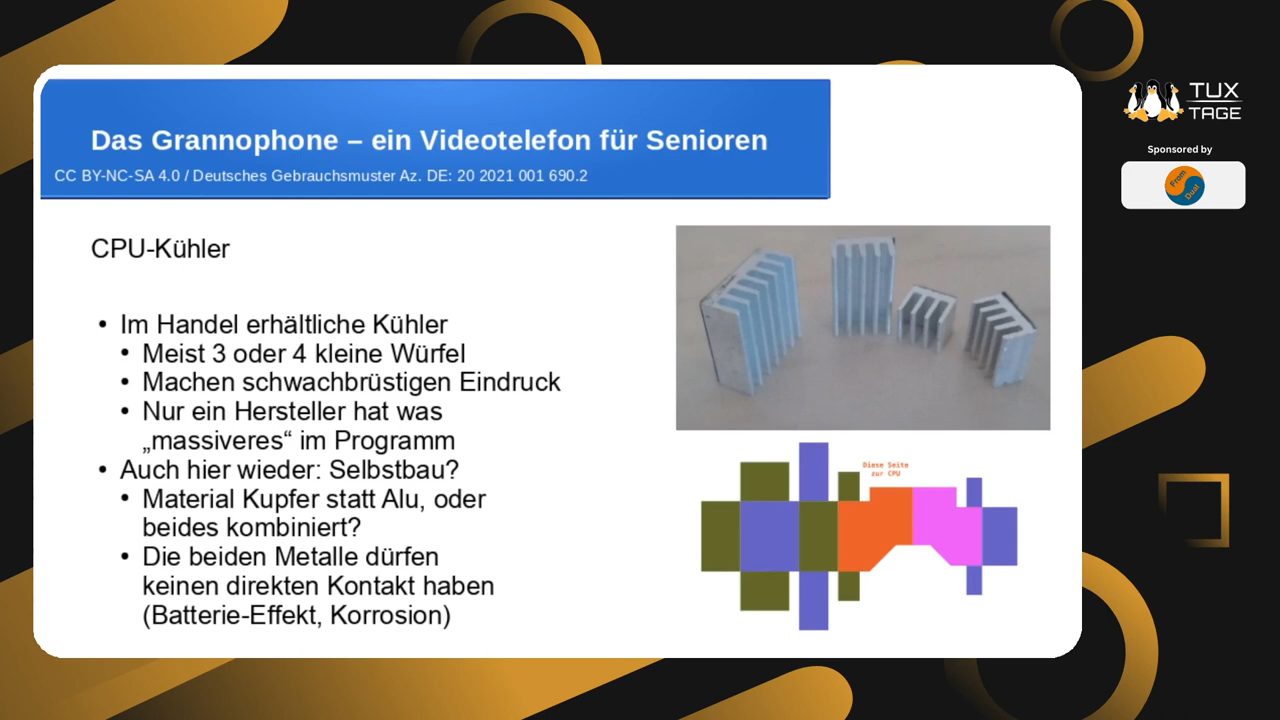 Das Grannophone – ein Videotelefon für Senioren
CC BY-NC-SA 4.0 / Deutsches Gebrauchsmuster Az. DE: 20 2021 001 690.2
TUX
TAGE
Sponsored by
From
Dual
CPU-Kühler
• Im Handel erhältliche Kühler
• Meist 3 oder 4 kleine Würfel
• Machen schwachbrüstigen Eindruck
• Nur ein Hersteller hat was
„massiveres“ im Programm
• Auch hier wieder: Selbstbau?
• Material Kupfer statt Alu, oder
beides kombiniert?
• Die beiden Metalle dürfen
keinen direkten Kontakt haben
(Batterie-Effekt, Korrosion)
Diese Seite
zur CPU